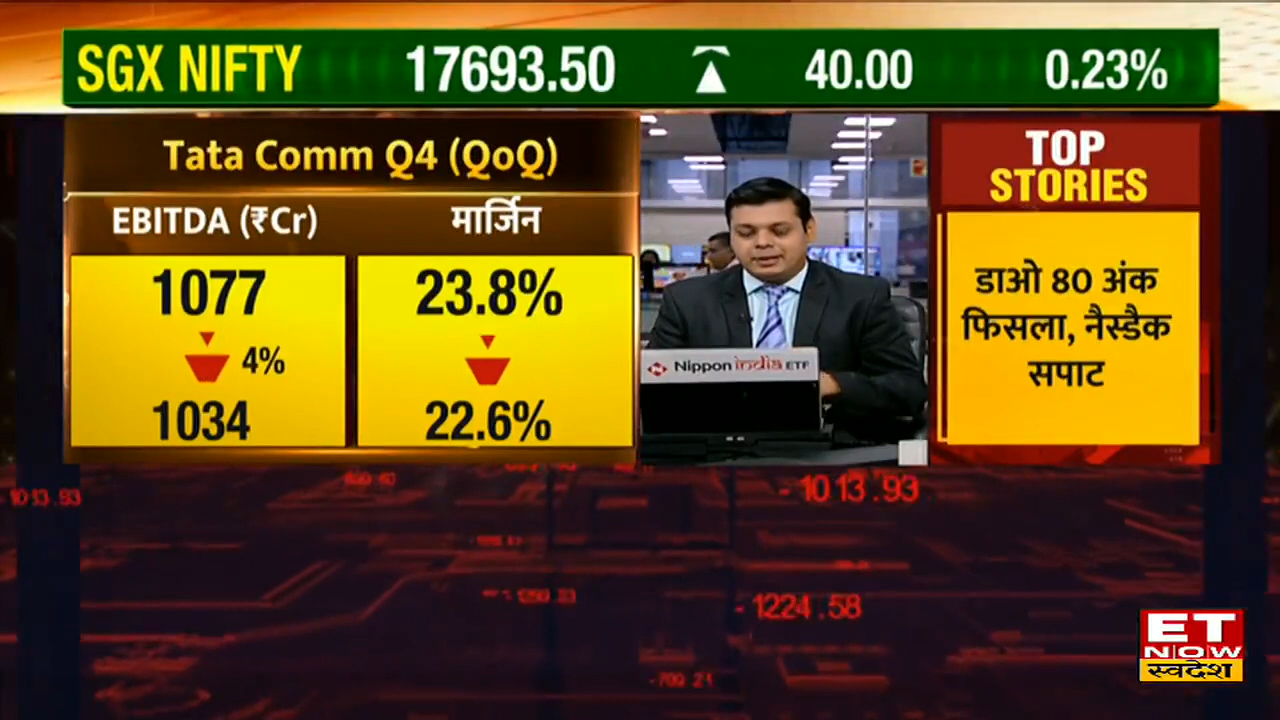 SGX NIFTY 17693.50 40.00 0.23%
Tata Comm Q4 (QoQ)
EBITDA (₹Cr) मार्जिन
1077 23.8%
4%
1034 22.6%
Nippon india ETF
TOP
STORIES
डाओ 80 अंक
फिसला, नैस्डैक
सपाट
-1013.93 -1013.93
-1224.58
ET
NOW
स्वदेश